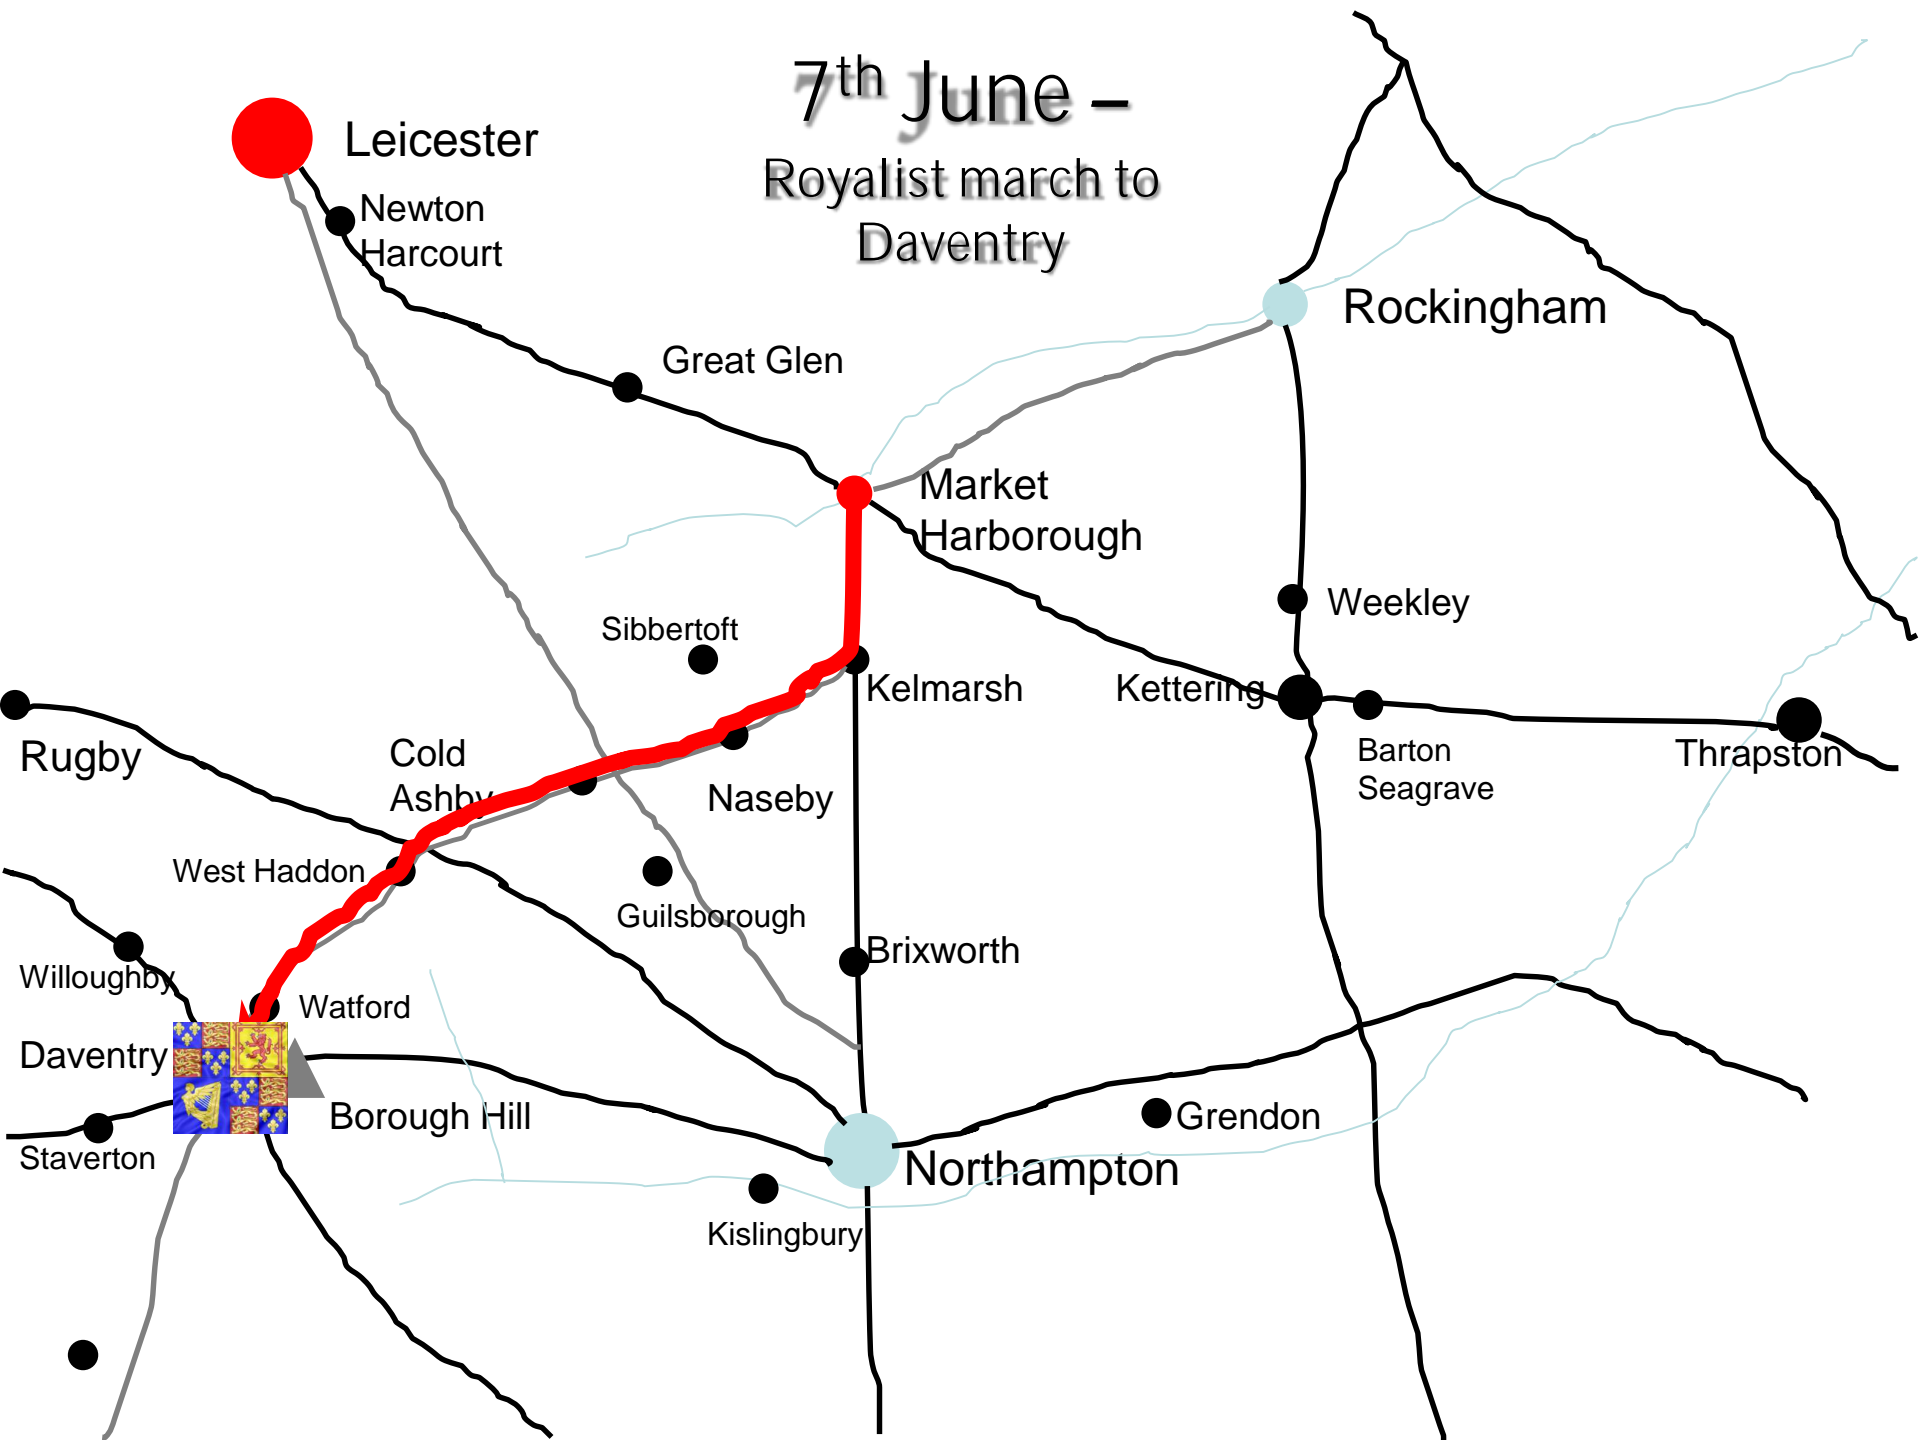 7th June –
Royalist march to
Daventry
Leicester
Newton
Harcourt
Rockingham
Great Glen
Market
Harborough
Weekley
Sibbertoft
Kelmarsh
Kettering
Rugby
Cold
Ashby
Naseby
Barton
Seagrave
Thrapston
West Haddon
Guilsborough
Brixworth
Willoughby
Watford
Daventry
Borough Hill
Grendon
Staverton
Northampton
Kislingbury